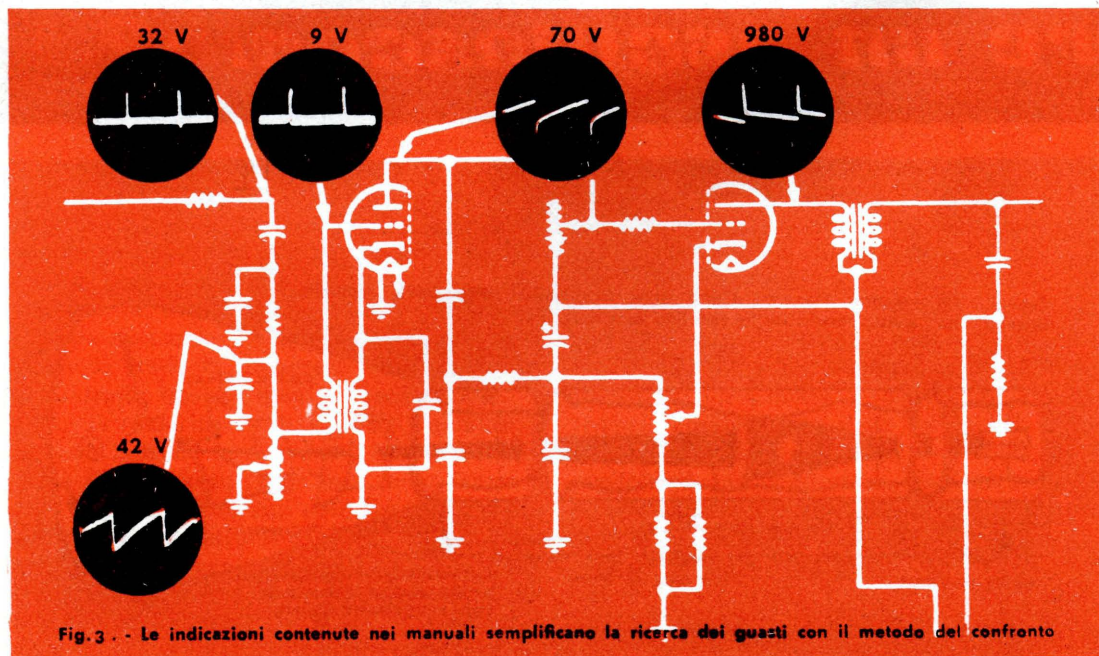 32 V
9 V
70 V
980 V
42 V
Fig. 3. - Le indicazioni contenute nei manuali semplificano la ricerca dei guasti con il metodo del confronto